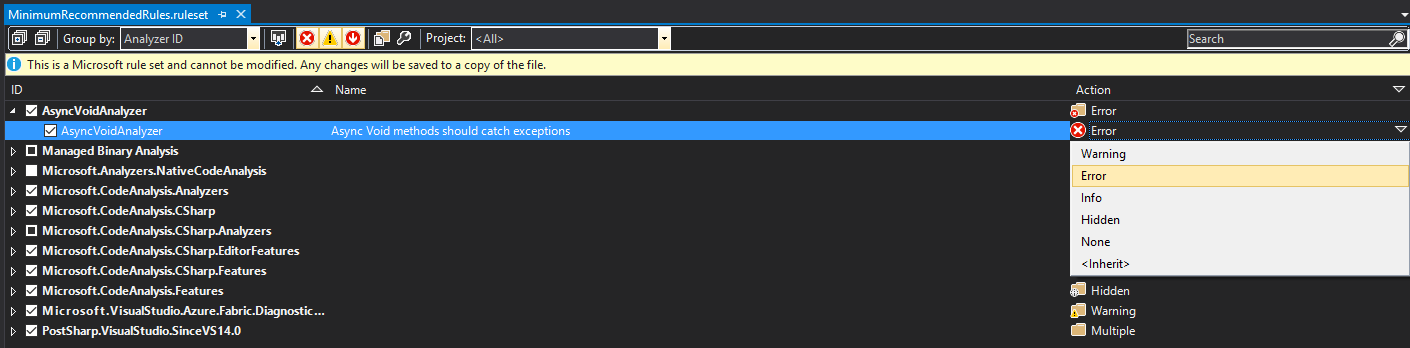 MinimumRecommendedRules.ruleset
Group by: Analyzer ID Project: <All> Search
This is a Microsoft rule set and cannot be modified. Any changes will be saved to a copy of the file.
ID Name Action
AsyncVoidAnalyzer Error
AsyncVoidAnalyzer Async Void methods should catch exceptions Error
Managed Binary Analysis Warning
Microsoft.Analyzers.NativeCodeAnalysis Error
Microsoft.CodeAnalysis.Analyzers Info
Microsoft.CodeAnalysis.CSharp Hidden
Microsoft.CodeAnalysis.CSharp.Analyzers None
Microsoft.CodeAnalysis.CSharp.EditorFeatures <Inherit>
Microsoft.CodeAnalysis.CSharp.Features
Microsoft.CodeAnalysis.Features Hidden
Microsoft.VisualStudio.Azure.Fabric.Diagnostic... Warning
PostSharp.VisualStudio.SinceVS14.0 Multiple